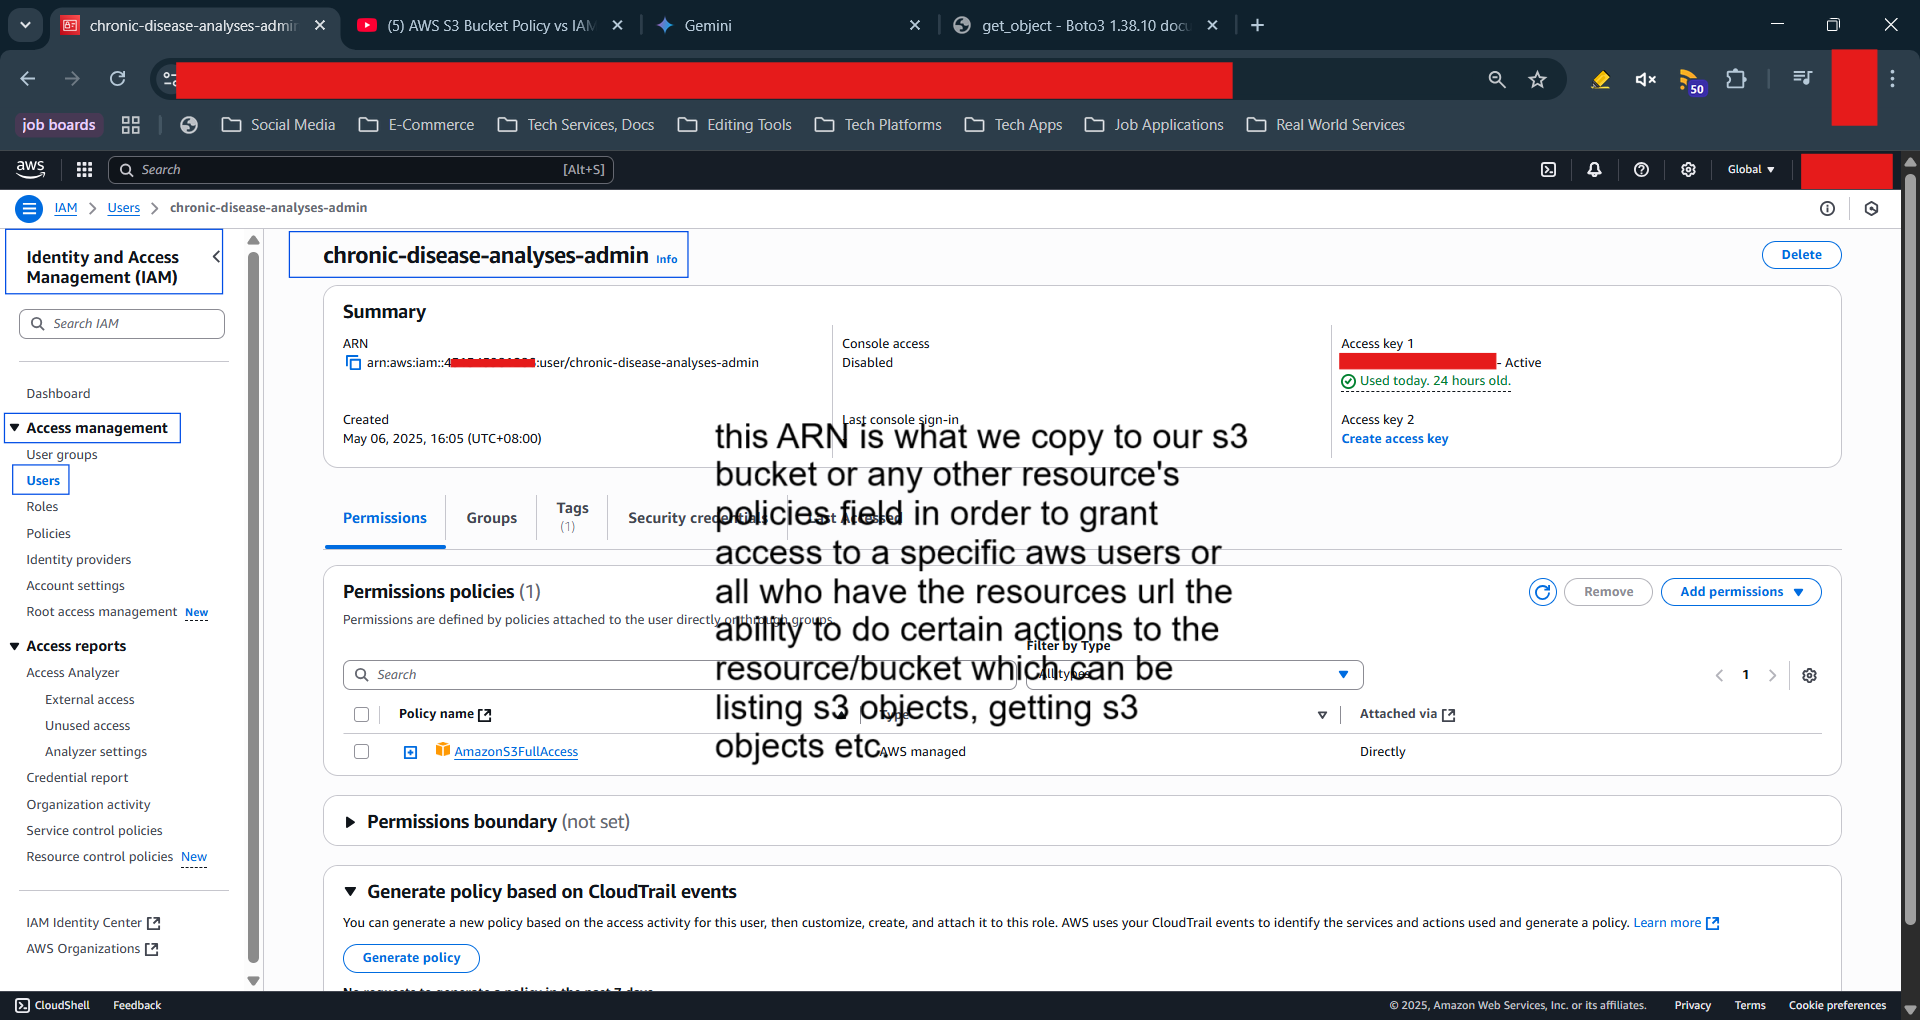 chronic-disease-analyses-admin
(5) AWS S3 Bucket Policy vs IAM
Gemini
get_object - Boto3 1.38.10 docu
50
job boards
Social Media
E-Commerce
Tech Services, Docs
Editing Tools
Tech Platforms
Tech Apps
Job Applications
Real World Services
aws
Search
[Alt+S]
Global
IAM
Users
chronic-disease-analyses-admin
Identity and Access
Management (IAM)
Search IAM
Dashboard
Access management
User groups
Users
Roles
Policies
Identity providers
Account settings
Root access management New
Access reports
Access Analyzer
External access
Unused access
Analyzer settings
Credential report
Organization activity
Service control policies
Resource control policies New
IAM Identity Center
AWS Organizations
chronic-disease-analyses-admin Info
Delete
Summary
ARN
arn:aws:iam::4 :user/chronic-disease-analyses-admin
Console access
Disabled
Access key 1
- Active
Used today. 24 hours old.
Created
May 06, 2025, 16:05 (UTC+08:00)
Last console sign-in
Access key 2
Create access key
this ARN is what we copy to our s3
bucket or any other resource's
policies field in order to grant
access to a specific aws users or
all who have the resources url the
ability to do certain actions to the
resource/bucket which can be
listing s3 objects, getting s3
objects etc.
Permissions
Groups
Tags
(1)
Security credentials
Last Accessed
Permissions policies (1)
Permissions are defined by policies attached to the user directly or through groups.
Remove
Add permissions
Filter by Type
Search
All types
1
Policy name
Type
Attached via
AmazonS3FullAccess
AWS managed
Directly
Permissions boundary (not set)
Generate policy based on CloudTrail events
You can generate a new policy based on the access activity for this user, then customize, create, and attach it to this role. AWS uses your CloudTrail events to identify the services and actions used and generate a policy. Learn more
Generate policy
No requests to generate a policy in the past 7 days.
CloudShell
Feedback
© 2025, Amazon Web Services, Inc. or its affiliates.
Privacy
Terms
Cookie preferences